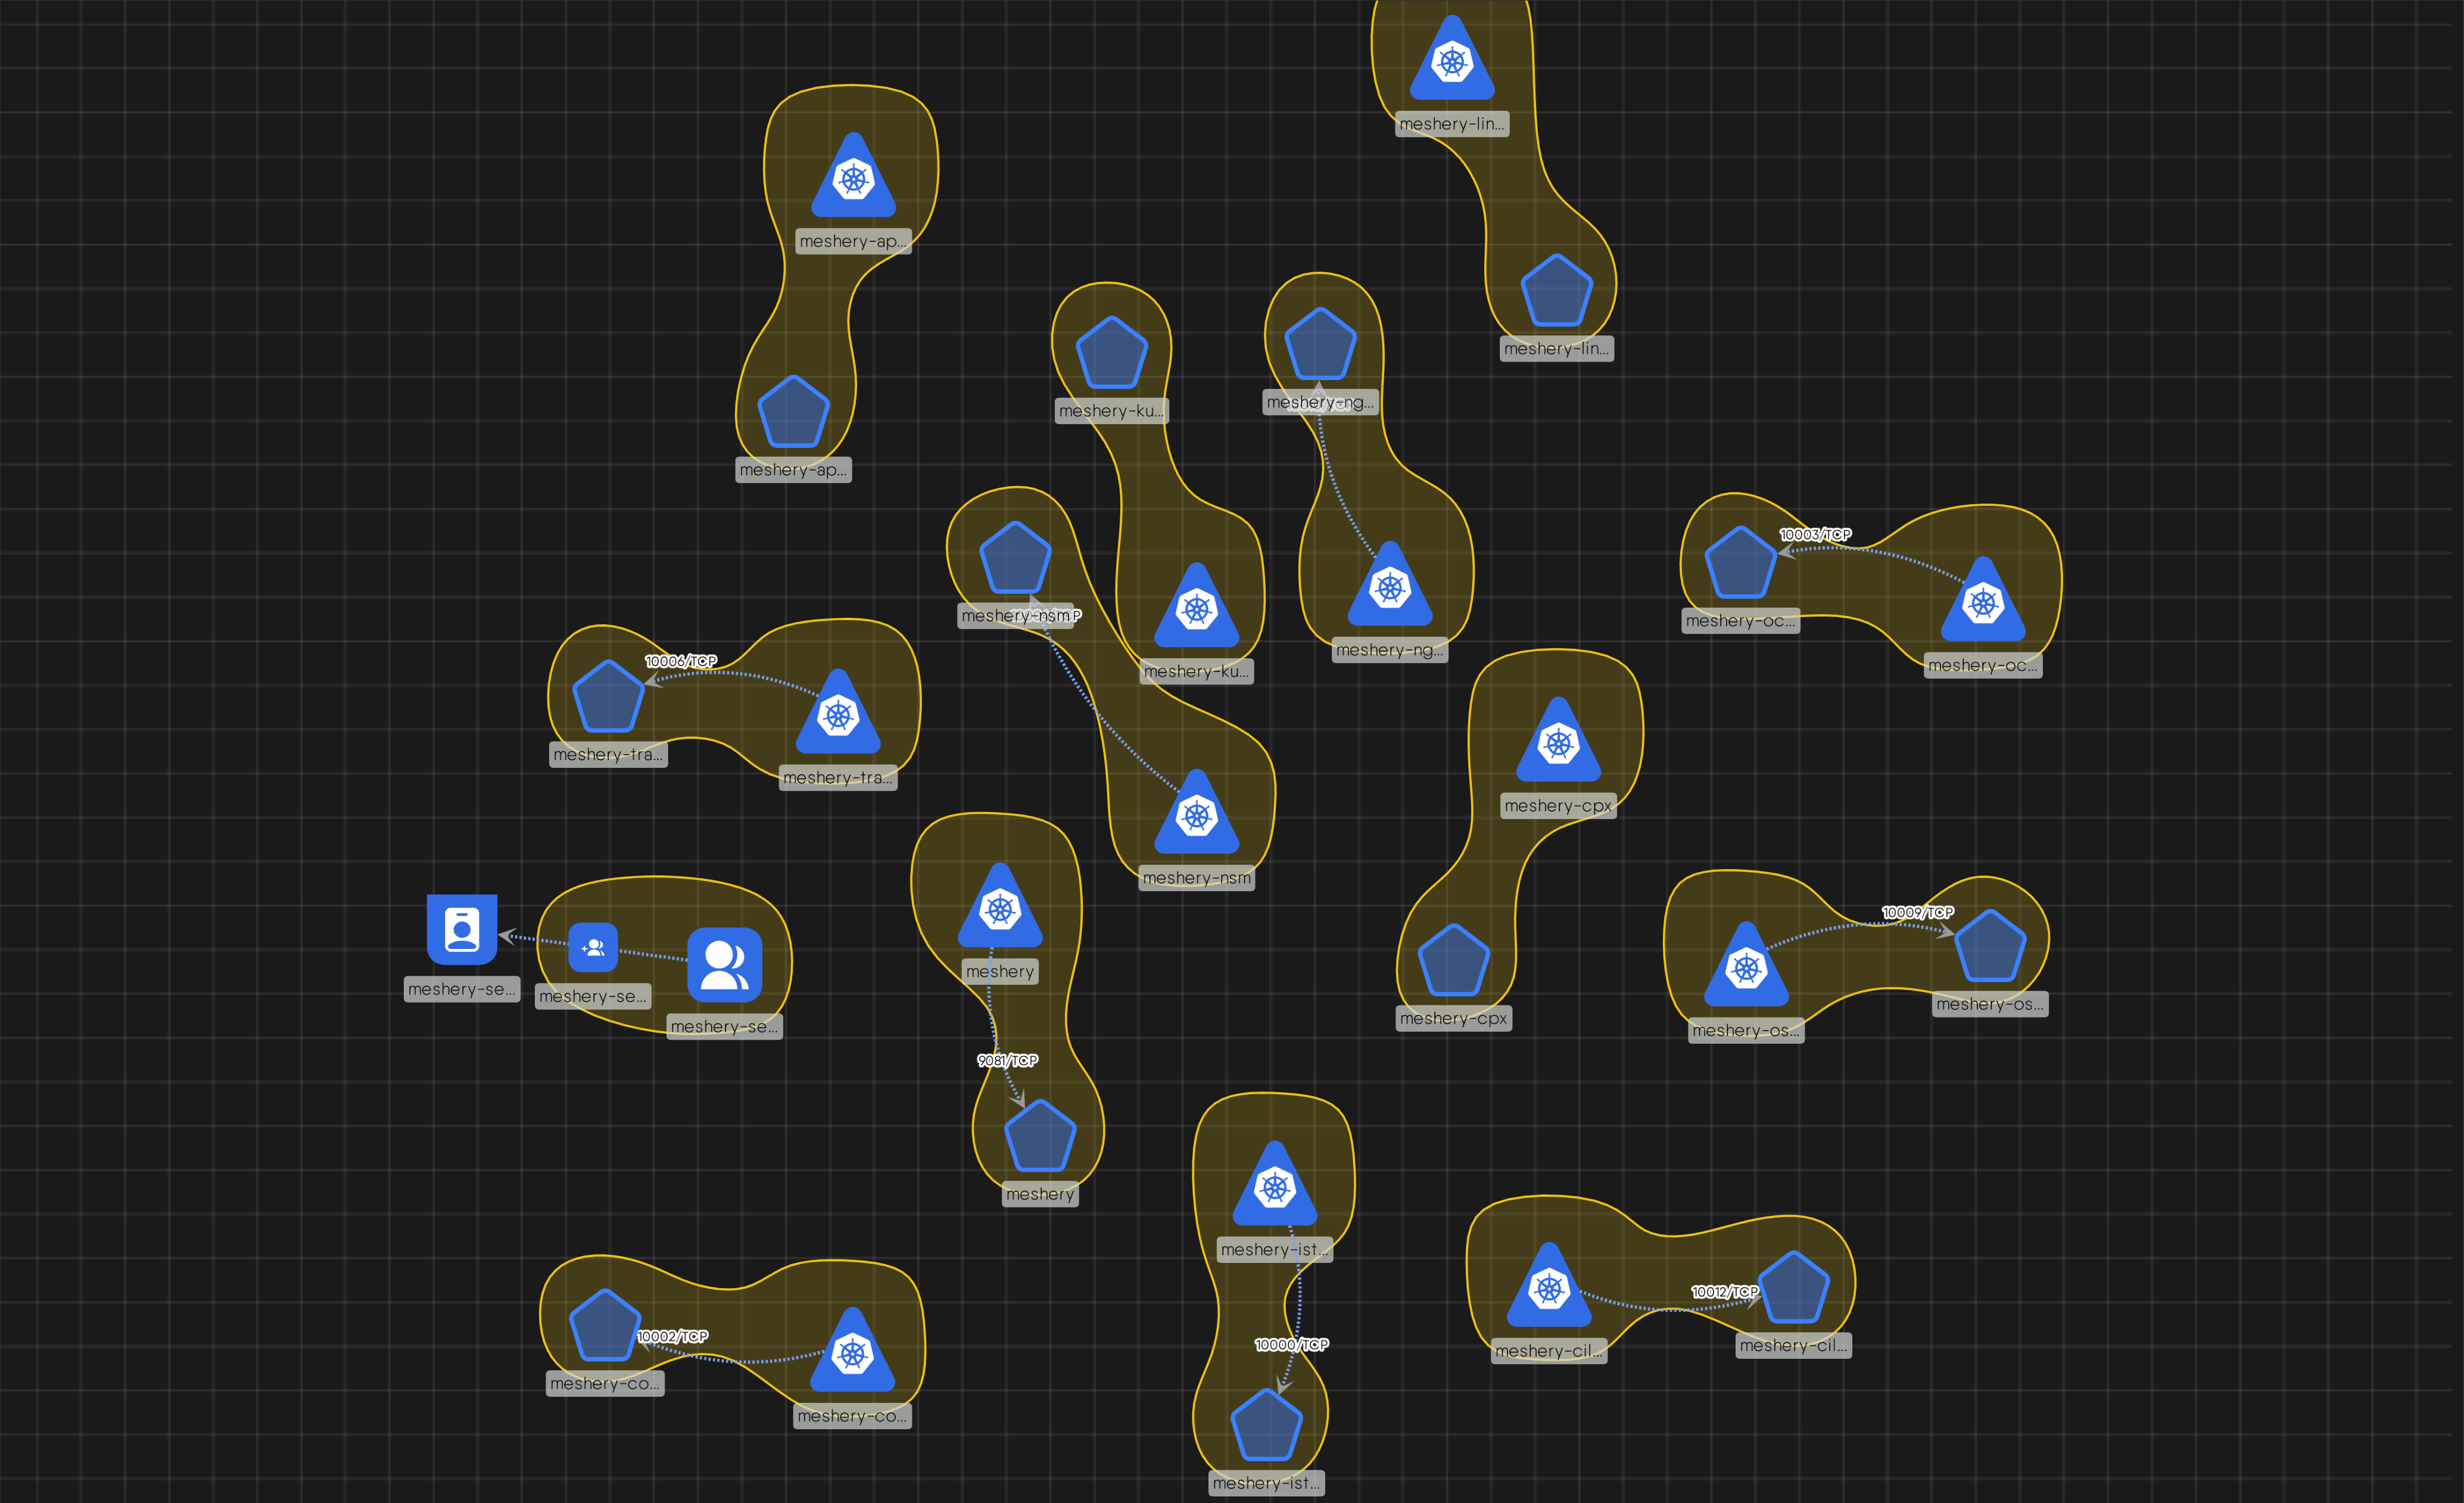 meshery-lin...
meshery-ap...
meshery-lin...
meshery-ng...
meshery-ku...
meshery-ap...
10003/TCP
meshery-nsm
meshery-oc...
meshery-ng...
10006/TCP
meshery-oc...
meshery-ku...
meshery-tra...
meshery-tra...
meshery-cpx
meshery-nsm
10009/TCP
meshery
meshery-se...
meshery-se...
meshery-os...
meshery-cpx
meshery-se...
meshery-os...
9081/TCP
meshery
meshery-ist...
10012/TCP
10002/TCP
10000/TCP
meshery-cil...
meshery-cil...
meshery-co...
meshery-co...
meshery-ist...